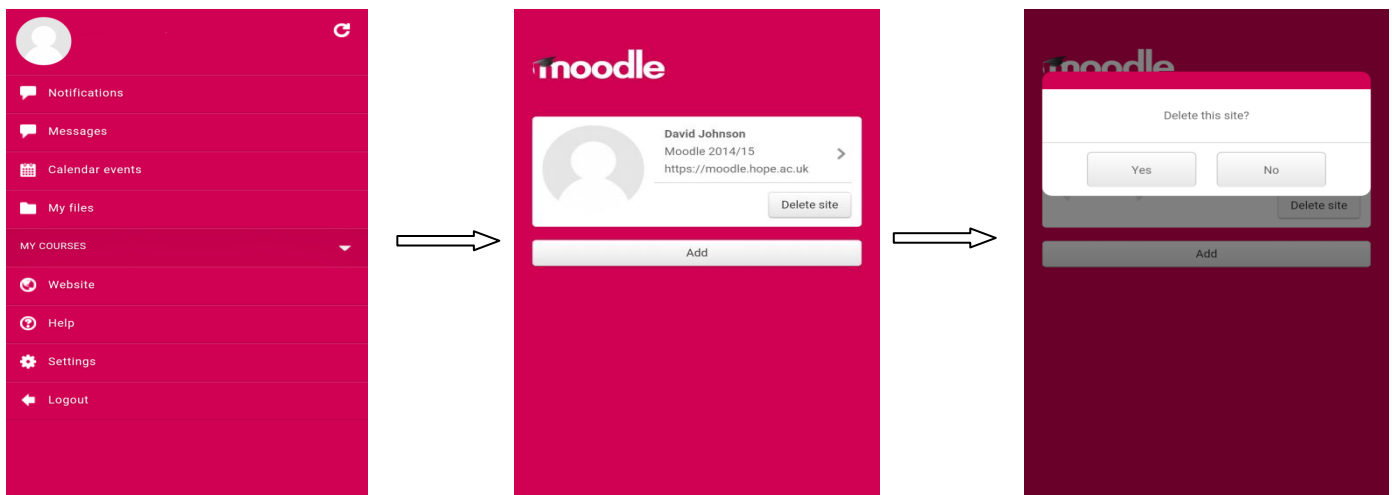 Notifications
Messages
Calendar events
My files
MY COURSES
Website
Help
Settings
Logout
moodle
David Johnson
Moodle 2014/15
https://moodle.hope.ac.uk
Delete site
Add
moodle
Delete this site?
Yes
No
Delete site
Add